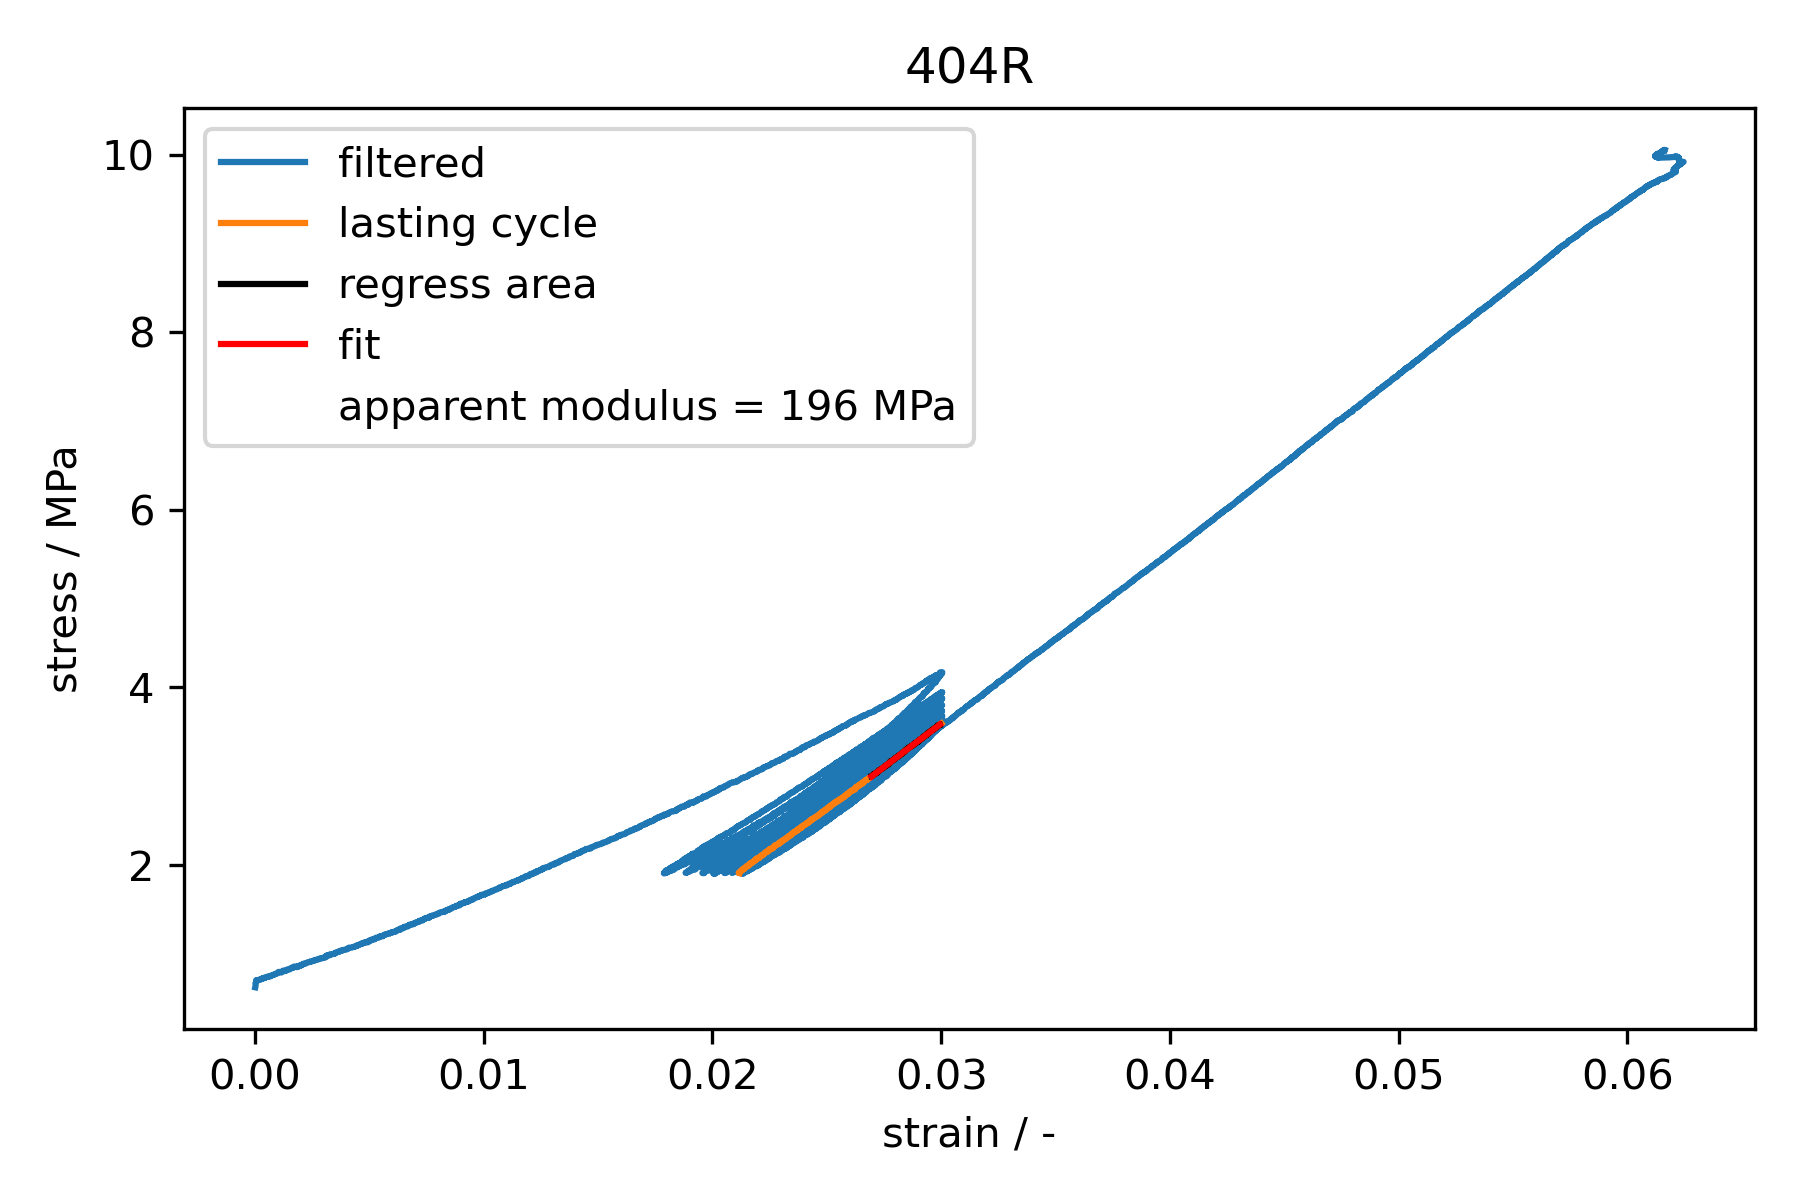 404R
filtered
lasting cycle
regress area
fit
apparent modulus = 196 MPa
10
8
6
4
2
stress / MPa
0.00 0.01 0.02 0.03 0.04 0.05 0.06
strain / -